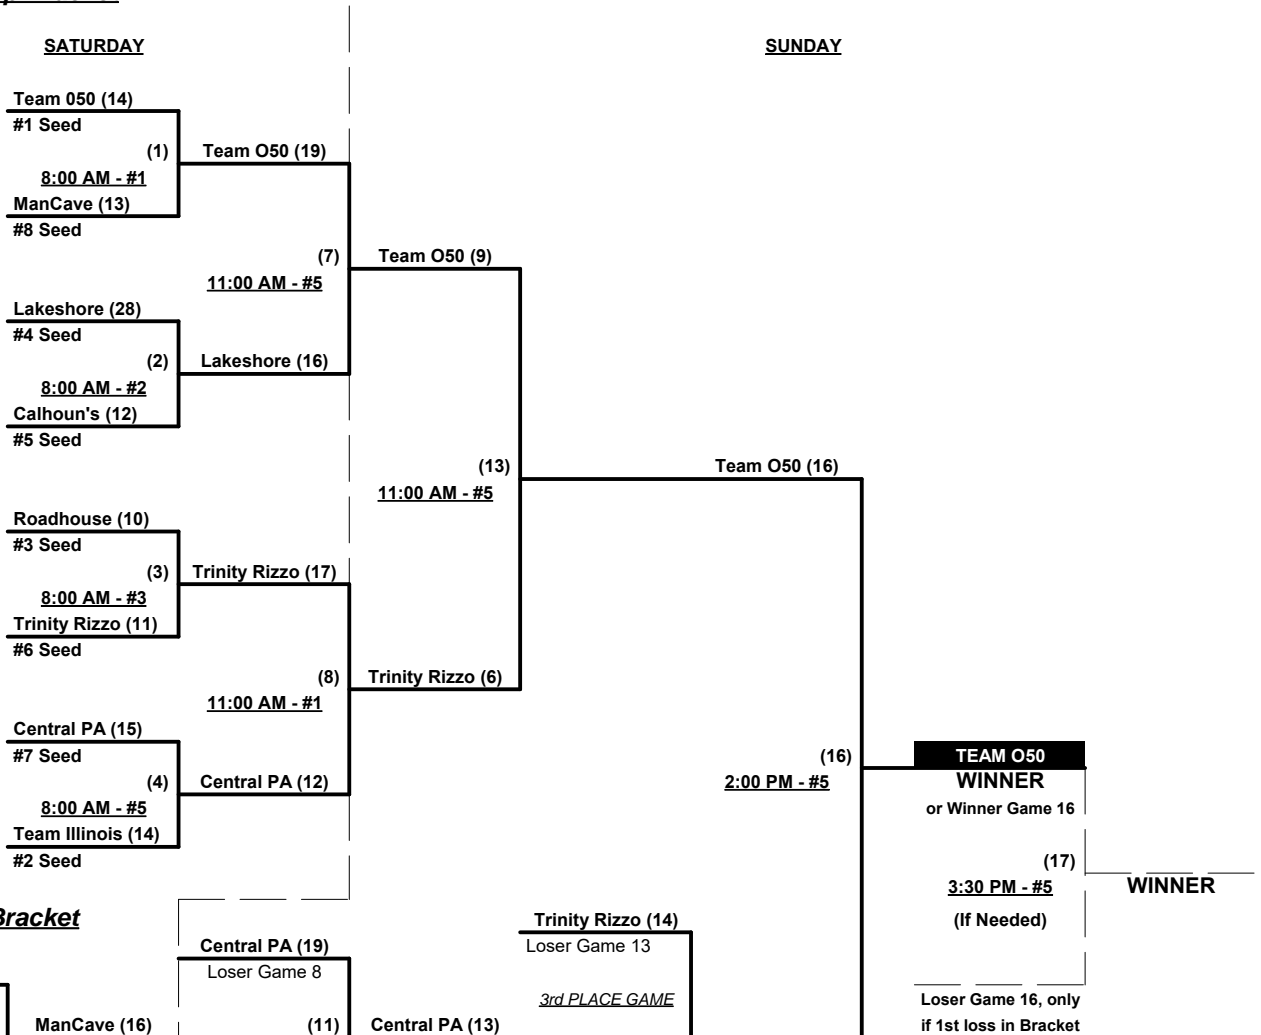 SATURDAY
SUNDAY
Team 050 (14)
#1 Seed
(1)
Team O50 (19)
8:00 AM - #1
ManCave (13)
#8 Seed
(7)
Team O50 (9)
11:00 AM - #5
Lakeshore (28)
#4 Seed
(2)
Lakeshore (16)
8:00 AM - #2
Calhoun's (12)
#5 Seed
(13)
Team O50 (16)
11:00 AM - #5
Roadhouse (10)
#3 Seed
(3)
Trinity Rizzo (17)
8:00 AM - #3
Trinity Rizzo (11)
#6 Seed
(8)
Trinity Rizzo (6)
11:00 AM - #1
Central PA (15)
#7 Seed
(4)
Central PA (12)
8:00 AM - #5
Team Illinois (14)
#2 Seed
(16)
2:00 PM - #5
TEAM O50
WINNER
or Winner Game 16
(17)
3:30 PM - #5
WINNER
(If Needed)
Bracket
Trinity Rizzo (14)
Loser Game 13
Central PA (19)
Loser Game 8
3rd PLACE GAME
Loser Game 16, only
if 1st loss in Bracket
ManCave (16)
(11)
Central PA (13)